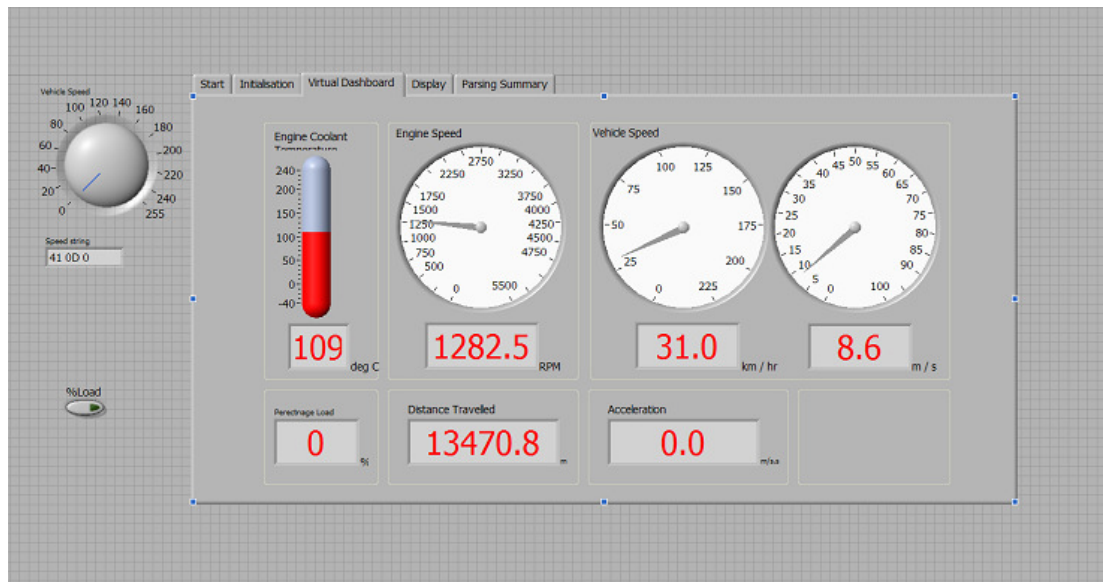 Start Initialisation Virtual Dashboard Display Parsing Summary
Vehicle Speed
0 20 40 60 80 100 120 140 160 180 200 220 240 255
Speed string
41 0D 0
%Load
Engine Coolant
Temperature
240
200
150
100
50
0
-40
109 deg C
Engine Speed
0 500 750 1000 1250 1500 1750 2250 2750 3250 3750 4000 4250 4500 4750 5500
1282.5 RPM
Vehicle Speed
0 25 50 75 100 125 150 175 200 225
31.0 km / hr
0 5 10 15 20 25 30 35 40 45 50 55 60 65 70 75 80 85 90 100
8.6 m / s
Perectnage Load
0 %
Distance Travelled
13470.8 m
Acceleration
0.0